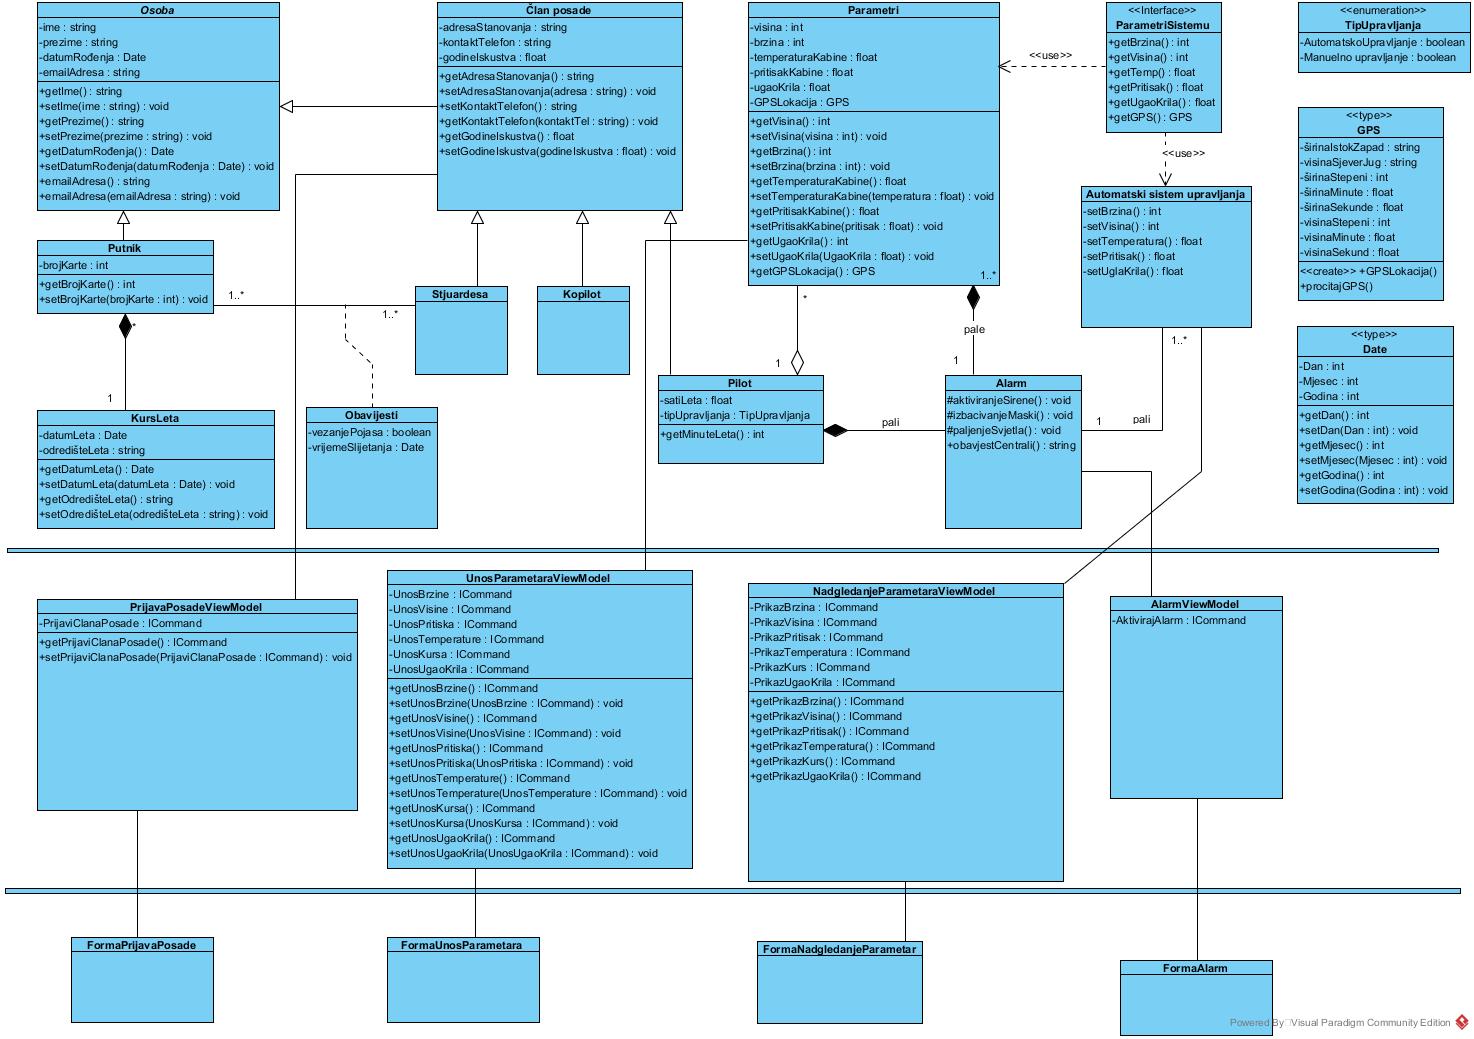 Osoba
-ime : string
-prezime : string
-datumRođenja : Date
-emailAdresa : string
+getIme() : string
+setIme(ime : string) : void
+getPrezime() : string
+setPrezime(prezime : string) : void
+getDatumRođenja() : Date
+setDatumRođenja(datumRođenja : Date) : void
+emailAdresa() : string
+emailAdresa(emailAdresa : string) : void
Član posade
-adresaStanovanja : string
-kontaktTelefon : string
-godineIskustva : float
+getAdresaStanovanja() : string
+setAdresaStanovanja(adresa : string) : void
+setKontaktTelefon() : string
+getKontaktTelefon(kontaktTel : string) : void
+getGodineIskustva() : float
+setGodineIskustva(godineIskustva : float) : void
Parametri
-visina : int
-brzina : int
-temperaturaKabine : float
-pritisakKabine : float
-ugaoKrila : float
-GPSLokacija : GPS
+getVisina() : int
+setVisina(visina : int) : void
+getBrzina() : int
+setBrzina(brzina : int) : void
+getTemperaturaKabine() : float
+setTemperaturaKabine(temperatura : float) : void
+getPritisakKabine() : float
+setPritisakKabine(pritisak : float) : void
+getUgaoKrila() : int
+setUgaoKrila(UgaoKrila : float) : void
+getGPSLokacija() : GPS
1..*
<<use>>
<<Interface>>
ParametriSistemu
+getBrzina() : int
+getVisina() : int
+getTemp() : float
+getPritisak() : float
+getUgaoKrila() : float
+getGPS() : GPS
<<use>>
<<enumeration>>
TipUpravljanja
-AutomatskoUpravljanje : boolean
-Manuelno upravljanje : boolean
<<type>>
GPS
-širinaIstokZapad : string
-visinaSjeverJug : string
-širinaStepeni : int
-širinaMinute : float
-širinaSekunde : float
-visinaStepeni : int
-visinaMinute : float
-visinaSekund : float
<<create>> +GPSLokacija()
+procitajGPS()
Automatski sistem upravljanja
-setBrzina() : int
-setVisina() : int
-setTemperatura() : float
-setPritisak() : float
-setUglaKrila() : float
1..*
Putnik
-brojKarte : int
+getBrojKarte() : int
+setBrojKarte(brojKarte : int) : void
1..*
1..*
*
1
Stjuardesa
Kopilot
*
1
pale
1
<<type>>
Date
-Dan : int
-Mjesec : int
-Godina : int
+getDan() : int
+setDan(Dan : int) : void
+getMjesec() : int
+setMjesec(Mjesec : int) : void
+getGodina() : int
+setGodina(Godina : int) : void
KursLeta
-datumLeta : Date
-odredišteLeta : string
+getDatumLeta() : Date
+setDatumLeta(datumLeta : Date) : void
+getOdredišteLeta() : string
+setOdredišteLeta(odredišteLeta : string) : void
Obavijesti
-vezanjePojasa : boolean
-vrijemeSlijetanja : Date
Pilot
-satiLeta : float
-tipUpravljanja : TipUpravljanja
+getMinuteLeta() : int
pali
Alarm
#aktiviranjeSirene() : void
#izbacivanjeMaski() : void
#paljenjeSvjetla() : void
+obavjestCentrali() : string
1
pali
PrijavaPosadeViewModel
-PrijaviClanaPosade : ICommand
+getPrijaviClanaPosade() : ICommand
+setPrijaviClanaPosade(PrijaviClanaPosade : ICommand) : void
UnosParametaraViewModel
-UnosBrzine : ICommand
-UnosVisine : ICommand
-UnosPritiska : ICommand
-UnosTemperature : ICommand
-UnosKursa : ICommand
-UnosUgaoKrila : ICommand
+getUnosBrzine() : ICommand
+setUnosBrzine(UnosBrzine : ICommand) : void
+getUnosVisine() : ICommand
+setUnosVisine(UnosVisine : ICommand) : void
+getUnosPritiska() : ICommand
+setUnosPritiska(UnosPritiska : ICommand) : void
+getUnosTemperature() : ICommand
+setUnosTemperature(UnosTemperature : ICommand) : void
+getUnosKursa() : ICommand
+setUnosKursa(UnosKursa : ICommand) : void
+getUnosUgaoKrila() : ICommand
+setUnosUgaoKrila(UnosUgaoKrila : ICommand) : void
NadgledanjeParametaraViewModel
-PrikazBrzina : ICommand
-PrikazVisina : ICommand
-PrikazPritisak : ICommand
-PrikazTemperatura : ICommand
-PrikazKurs : ICommand
-PrikazUgaoKrila : ICommand
+getPrikazBrzina() : ICommand
+getPrikazVisina() : ICommand
+getPrikazPritisak() : ICommand
+getPrikazTemperatura() : ICommand
+getPrikazKurs() : ICommand
+getPrikazUgaoKrila() : ICommand
AlarmViewModel
-AktivirajAlarm : ICommand
FormaPrijavaPosade
FormaUnosParametara
FormaNadgledanjeParametar
FormaAlarm
Powered By Visual Paradigm Community Edition